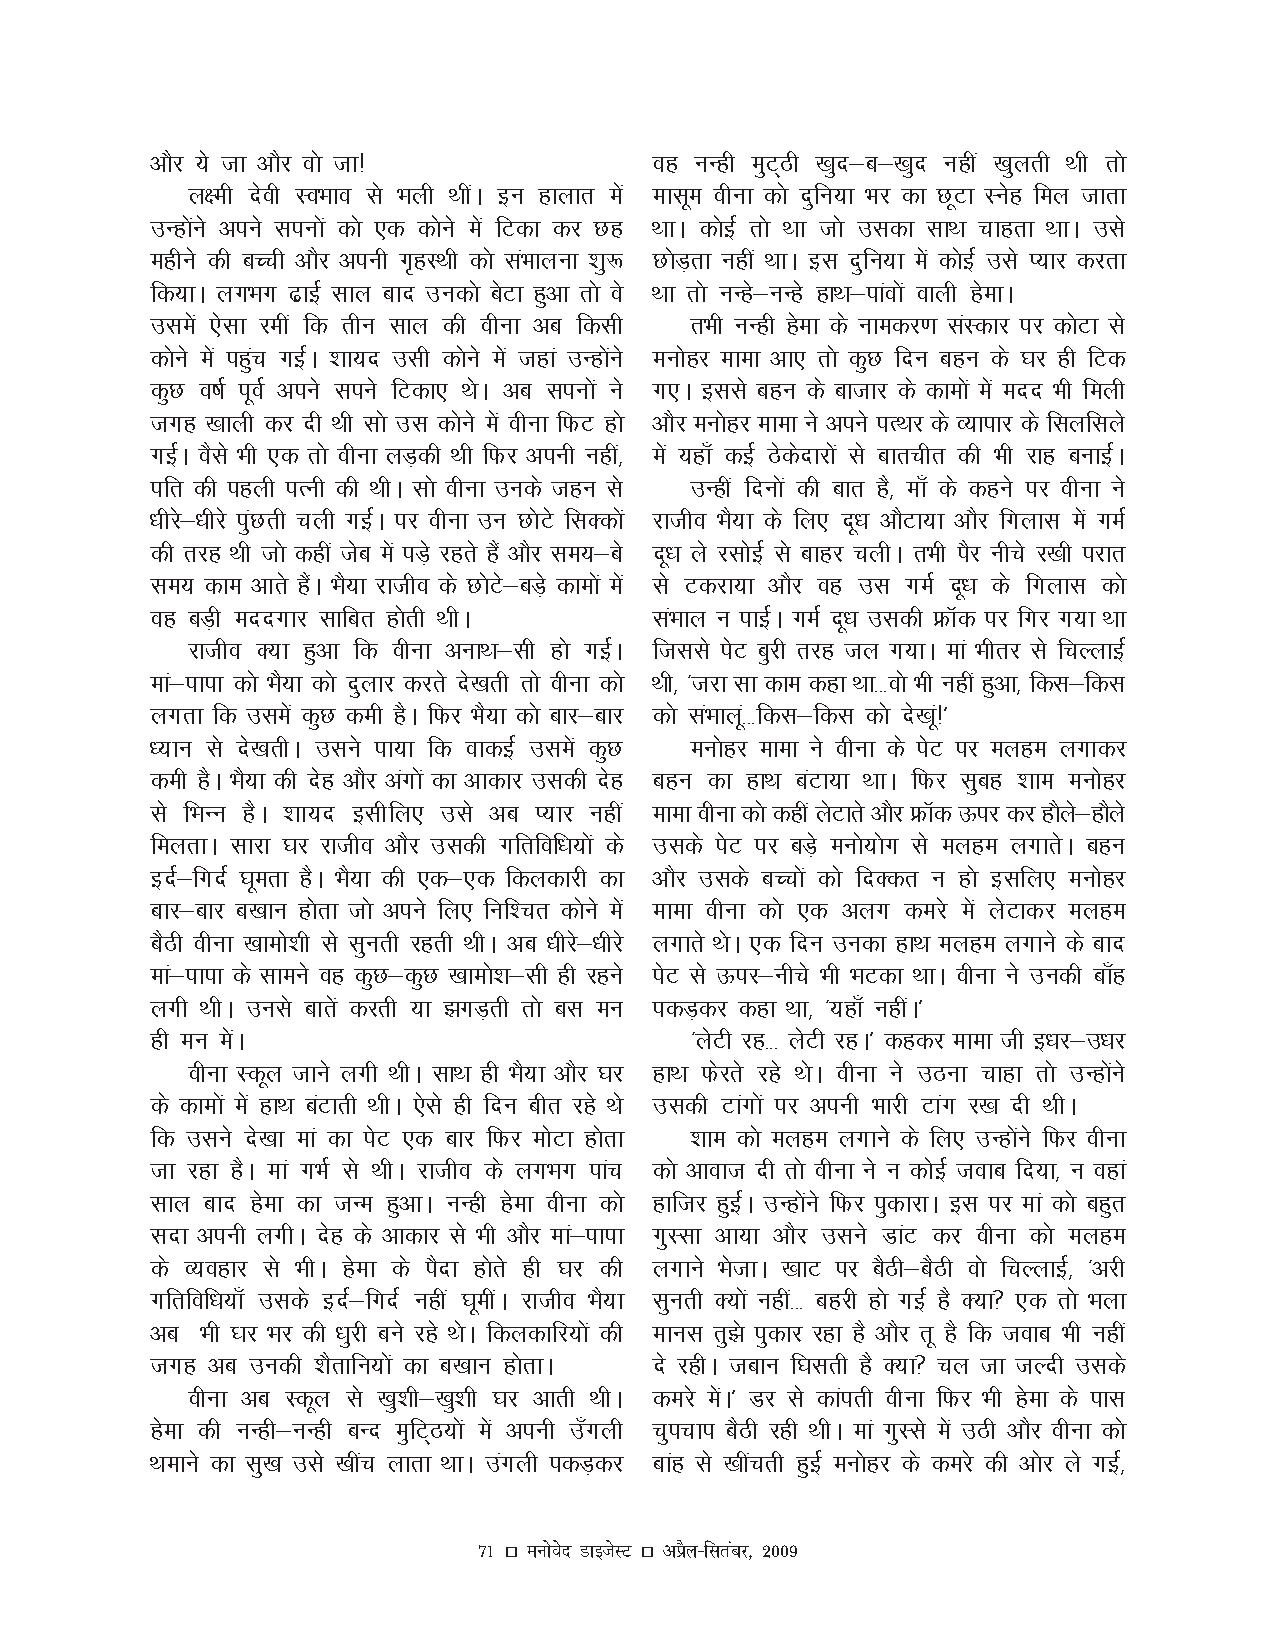 और ये जा और वो जा!
लक्ष्मी देवी स्वभाव से भली थीं। इन हालात में
उन्होंने अपने सपनों को एक कोने में टिका कर छह
महीने की बच्ची और अपनी गृहस्थी को संभालना शुरू
किया। लगभग ढाई साल बाद उनको बेटा हुआ तो वे
उसमें ऐसा रमीं कि तीन साल की वीना अब किसी
कोने में पहुंच गई। शायद उसी कोने में जहां उन्होंने
कुछ वर्ष पूर्व अपने सपने टिकाए थे। अब सपनों ने
जगह खाली कर दी थी सो उस कोने में वीना फिट हो
गई। वैसे भी एक तो वीना लड़की थी फिर अपनी नहीं,
पति की पहली पत्नी की थी। सो वीना उनके जहन से
धीरे–धीरे पुंछती चली गई। पर वीना उन छोटे सिक्कों
की तरह थी जो कहीं जेब में पड़े रहते हैं और समय–बे
समय काम आते हैं। भैया राजीव के छोटे–बड़े कामों में
वह बड़ी मददगार साबित होती थी।
राजीव क्या हुआ कि वीना अनाथ–सी हो गई।
मां–पापा को भैया को दुलार करते देखती तो वीना को
लगता कि उसमें कुछ कमी है। फिर भैया को बार–बार
ध्यान से देखती। उसने पाया कि वाकई उसमें कुछ
कमी है। भैया की देह और अंगों का आकार उसकी देह
से भिन्न है। शायद इसीलिए उसे अब प्यार नहीं
मिलता। सारा घर राजीव और उसकी गतिविधियों के
इर्द–गिर्द घूमता है। भैया की एक–एक किलकारी का
बार–बार बखान होता जो अपने लिए निश्चित कोने में
बैठी वीना खामोशी से सुनती रहती थी। अब धीरे–धीरे
मां–पापा के सामने वह कुछ–कुछ खामोश–सी ही रहने
लगी थी। उनसे बातें करती या झगड़ती तो बस मन
ही मन में।
वीना स्कूल जाने लगी थी। साथ ही भैया और घर
के कामों में हाथ बंटाती थी। ऐसे ही दिन बीत रहे थे
कि उसने देखा मां का पेट एक बार फिर मोटा होता
जा रहा है। मां गर्भ से थी। राजीव के लगभग पांच
साल बाद हेमा का जन्म हुआ। नन्ही हेमा वीना को
सदा अपनी लगी। देह के आकार से भी और मां–पापा
के व्यवहार से भी। हेमा के पैदा होते ही घर की
गतिविधियाँ उसके इर्द–गिर्द नहीं घूमीं। राजीव भैया
अब भी घर भर की धुरी बने रहे थे। किलकारियों की
जगह अब उनकी शैतानियों का बखान होता।
वीना अब स्कूल से खुशी–खुशी घर आती थी।
हेमा की नन्ही–नन्ही बन्द मुट्ठियों में अपनी उँगली
थमाने का सुख उसे खींच लाता था। उंगली पकड़कर
वह नन्ही मुट्ठी खुद–ब–खुद नहीं खुलती थी तो
मासूम वीना को दुनिया भर का छूटा स्नेह मिल जाता
था। कोई तो था जो उसका साथ चाहता था। उसे
छोड़ता नहीं था। इस दुनिया में कोई उसे प्यार करता
था तो नन्हे–नन्हे हाथ–पांवों वाली हेमा।
तभी नन्ही हेमा के नामकरण संस्कार पर कोटा से
मनोहर मामा आए तो कुछ दिन बहन के घर ही टिक
गए। इससे बहन के बाजार के कामों में मदद भी मिली
और मनोहर मामा ने अपने पत्थर के व्यापार के सिलसिले
में यहाँ कई ठेकेदारों से बातचीत की भी राह बनाई।
उन्हीं दिनों की बात है, माँ के कहने पर वीना ने
राजीव भैया के लिए दूध औटाया और गिलास में गर्म
दूध ले रसोई से बाहर चली। तभी पैर नीचे रखी परात
से टकराया और वह उस गर्म दूध के गिलास को
संभाल न पाई। गर्म दूध उसकी फ्रॉक पर गिर गया था
जिससे पेट बुरी तरह जल गया। मां भीतर से चिल्लाई
थी, ‘जरा सा काम कहा था...वो भी नहीं हुआ, किस–किस
को संभालूं...किस–किस को देखूं!’
मनोहर मामा ने वीना के पेट पर मलहम लगाकर
बहन का हाथ बंटाया था। फिर सुबह शाम मनोहर
मामा वीना को कहीं लेटाते और फ्रॉक ऊपर कर हौले–हौले
उसके पेट पर बड़े मनोयोग से मलहम लगाते। बहन
और उसके बच्चों को दिक्कत न हो इसलिए मनोहर
मामा वीना को एक अलग कमरे में लेटाकर मलहम
लगाते थे। एक दिन उनका हाथ मलहम लगाने के बाद
पेट से ऊपर–नीचे भी भटका था। वीना ने उनकी बाँह
पकड़कर कहा था, ‘यहाँ नहीं।’
‘लेटी रह... लेटी रह।’ कहकर मामा जी इधर–उधर
हाथ फेरते रहे थे। वीना ने उठना चाहा तो उन्होंने
उसकी टांगों पर अपनी भारी टांग रख दी थी।
शाम को मलहम लगाने के लिए उन्होंने फिर वीना
को आवाज दी तो वीना ने न कोई जवाब दिया, न वहां
हाजिर हुई। उन्होंने फिर पुकारा। इस पर मां को बहुत
गुस्सा आया और उसने डांट कर वीना को मलहम
लगाने भेजा। खाट पर बैठी–बैठी वो चिल्लाई, ‘अरी
सुनती क्यों नहीं... बहरी हो गई है क्या? एक तो भला
मानस तुझे पुकार रहा है और तू है कि जवाब भी नहीं
दे रही। जबान घिसती है क्या? चल जा जल्दी उसके
कमरे में।’ डर से कांपती वीना फिर भी हेमा के पास
चुपचाप बैठी रही थी। मां गुस्से में उठी और वीना को
बांह से खींचती हुई मनोहर के कमरे की ओर ले गई,
71 □ मनोवेद डाइजेस्ट □ अप्रैल-सितंबर, 2009